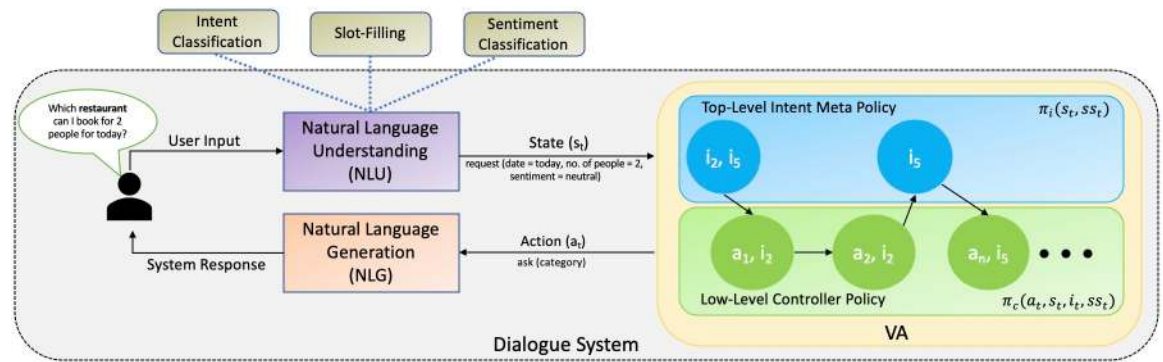 Intent
Classification
Slot-Filling
Sentiment
Classification
Which restaurant
can I book for 2
people for today?
User Input
Natural Language
Understanding
(NLU)
State (sₜ)
request (date = today, no. of people = 2,
sentiment = neutral)
Top-Level Intent Meta Policy
πᵢ(sₜ, ssₜ)
i₂, i₅
i₅
System Response
Natural Language
Generation
(NLG)
Action (aₜ)
ask (category)
a₁, i₂
a₂, i₂
aₙ, i₅
Low-Level Controller Policy
π_c(aₜ, sₜ, iₜ, ssₜ)
VA
Dialogue System